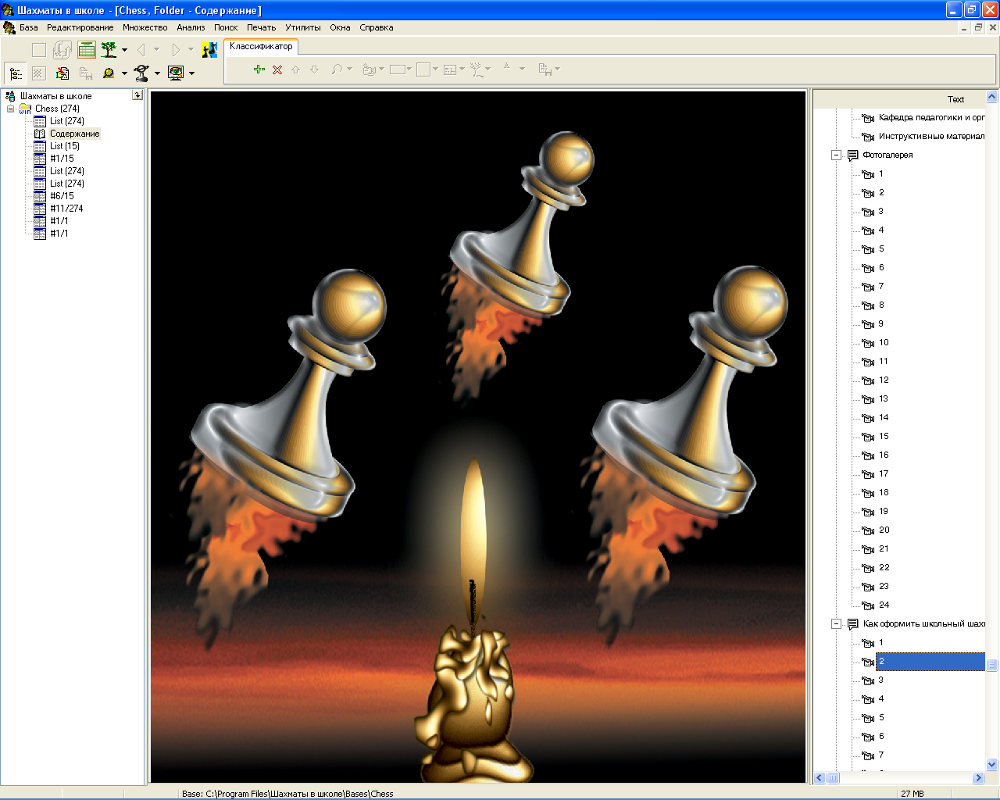 Шахматы в школе - [Chess, Folder - Содержание]
База Редактирование Множество Анализ Поиск Печать Утилиты Окна Справка
Классификатор
Шахматы в школе
Chess (274)
List (274)
Содержание
List (15)
#1/15
List (274)
List (274)
#6/15
#11/274
#1/1
#1/1
Text
Кафедра педагогики и орг
Инструктивные материал
Фотогалерея
1
2
3
4
5
6
7
8
9
10
11
12
13
14
15
16
17
18
19
20
21
22
23
24
Как оформить школьный шах
1
2
3
4
5
6
7
Base: C:\Program Files\Шахматы в школе\Bases\Chess
27 MB